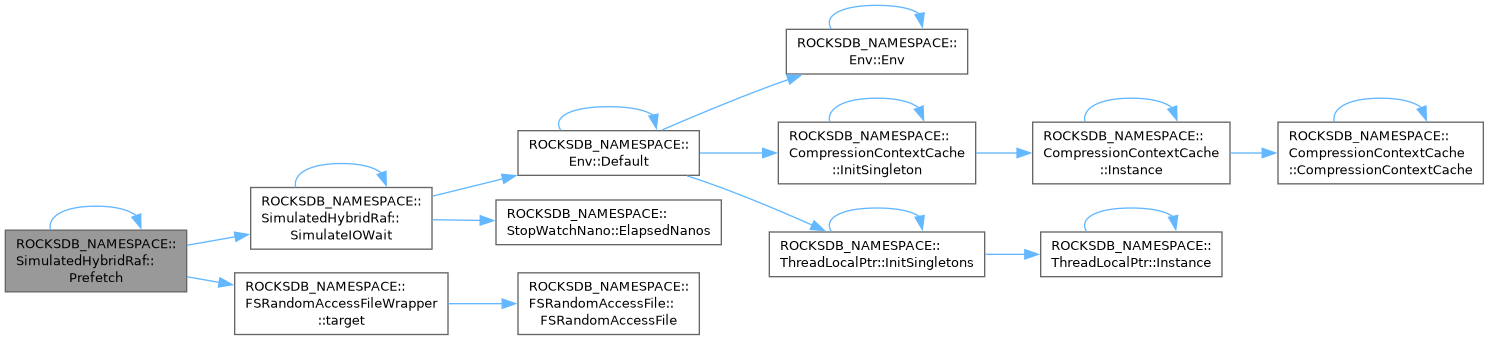 ROCKSDB_NAMESPACE::
SimulatedHybridRaf::
Prefetch
ROCKSDB_NAMESPACE::
SimulatedHybridRaf::
SimulateIOWait
ROCKSDB_NAMESPACE::
Env::Default
ROCKSDB_NAMESPACE::
Env::Env
ROCKSDB_NAMESPACE::
CompressionContextCache
::InitSingleton
ROCKSDB_NAMESPACE::
CompressionContextCache
::Instance
ROCKSDB_NAMESPACE::
CompressionContextCache
::CompressionContextCache
ROCKSDB_NAMESPACE::
ThreadLocalPtr::InitSingletons
ROCKSDB_NAMESPACE::
ThreadLocalPtr::Instance
ROCKSDB_NAMESPACE::
StopWatchNano::ElapsedNanos
ROCKSDB_NAMESPACE::
FSRandomAccessFileWrapper
::target
ROCKSDB_NAMESPACE::
FSRandomAccessFile::
FSRandomAccessFile